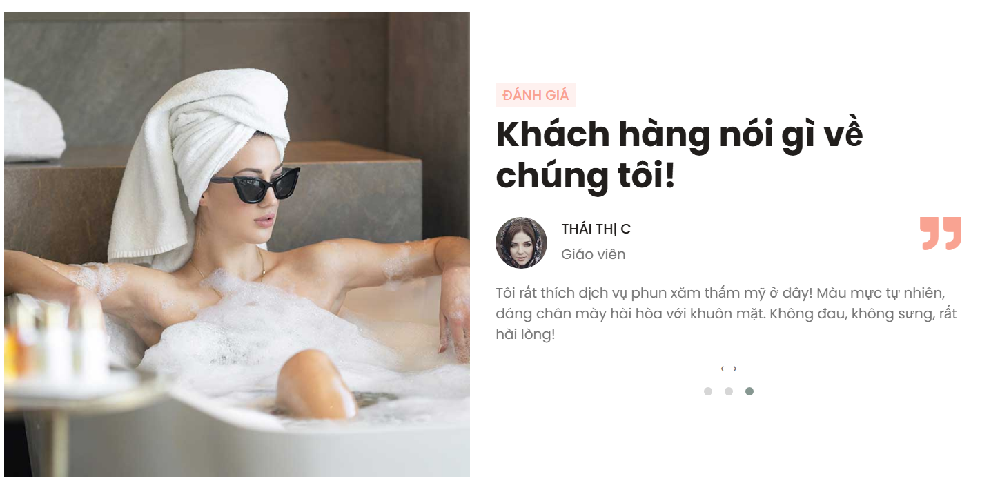 ĐÁNH GIÁ
Khách hàng nói gì về
chúng tôi!
THÁI THỊ C
Giáo viên
Tôi rất thích dịch vụ phun xăm thẩm mỹ ở đây! Màu mực tự nhiên,
dáng chân mày hài hòa với khuôn mặt. Không đau, không sưng, rất
hài lòng!